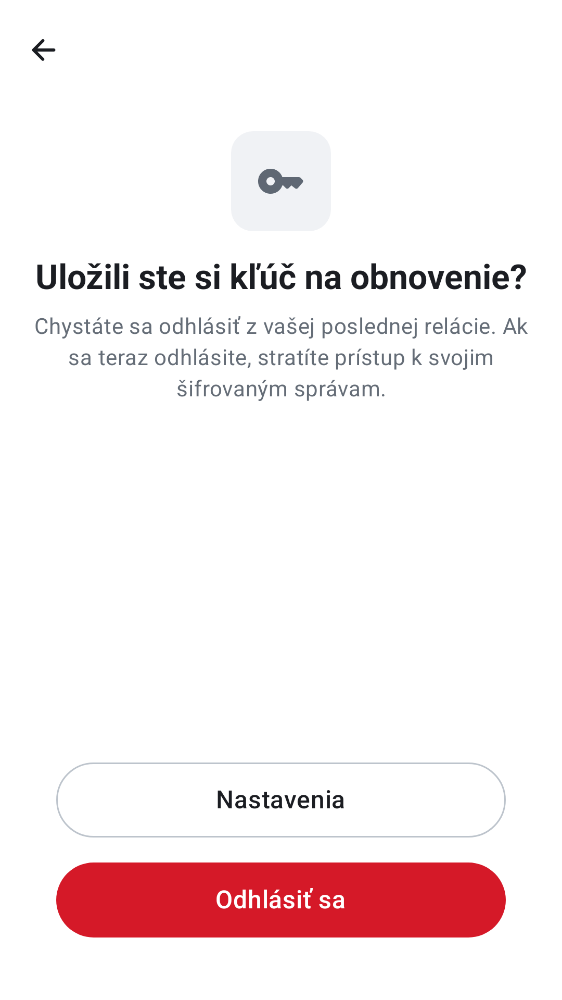 Uložili ste si kľúč na obnovenie?
Chystáte sa odhlásiť z vašej poslednej relácie. Ak
sa teraz odhlásite, stratíte prístup k svojim
šifrovaným správam.
Nastavenia
Odhlásiť sa